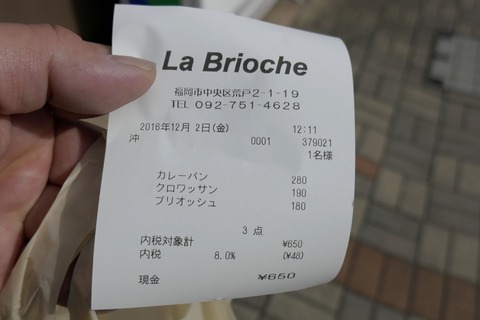 La Brioche
福岡市中央区荒戸2-1-19
TEL 092-751-4628
2016年12月 2日(金) 12:11
沖 0001 379021
1名様
カレーパン 280
クロワッサン 190
ブリオッシュ 180
3 点
内税対象計 ¥650
内税 8.0% (¥48)
現金 ¥650